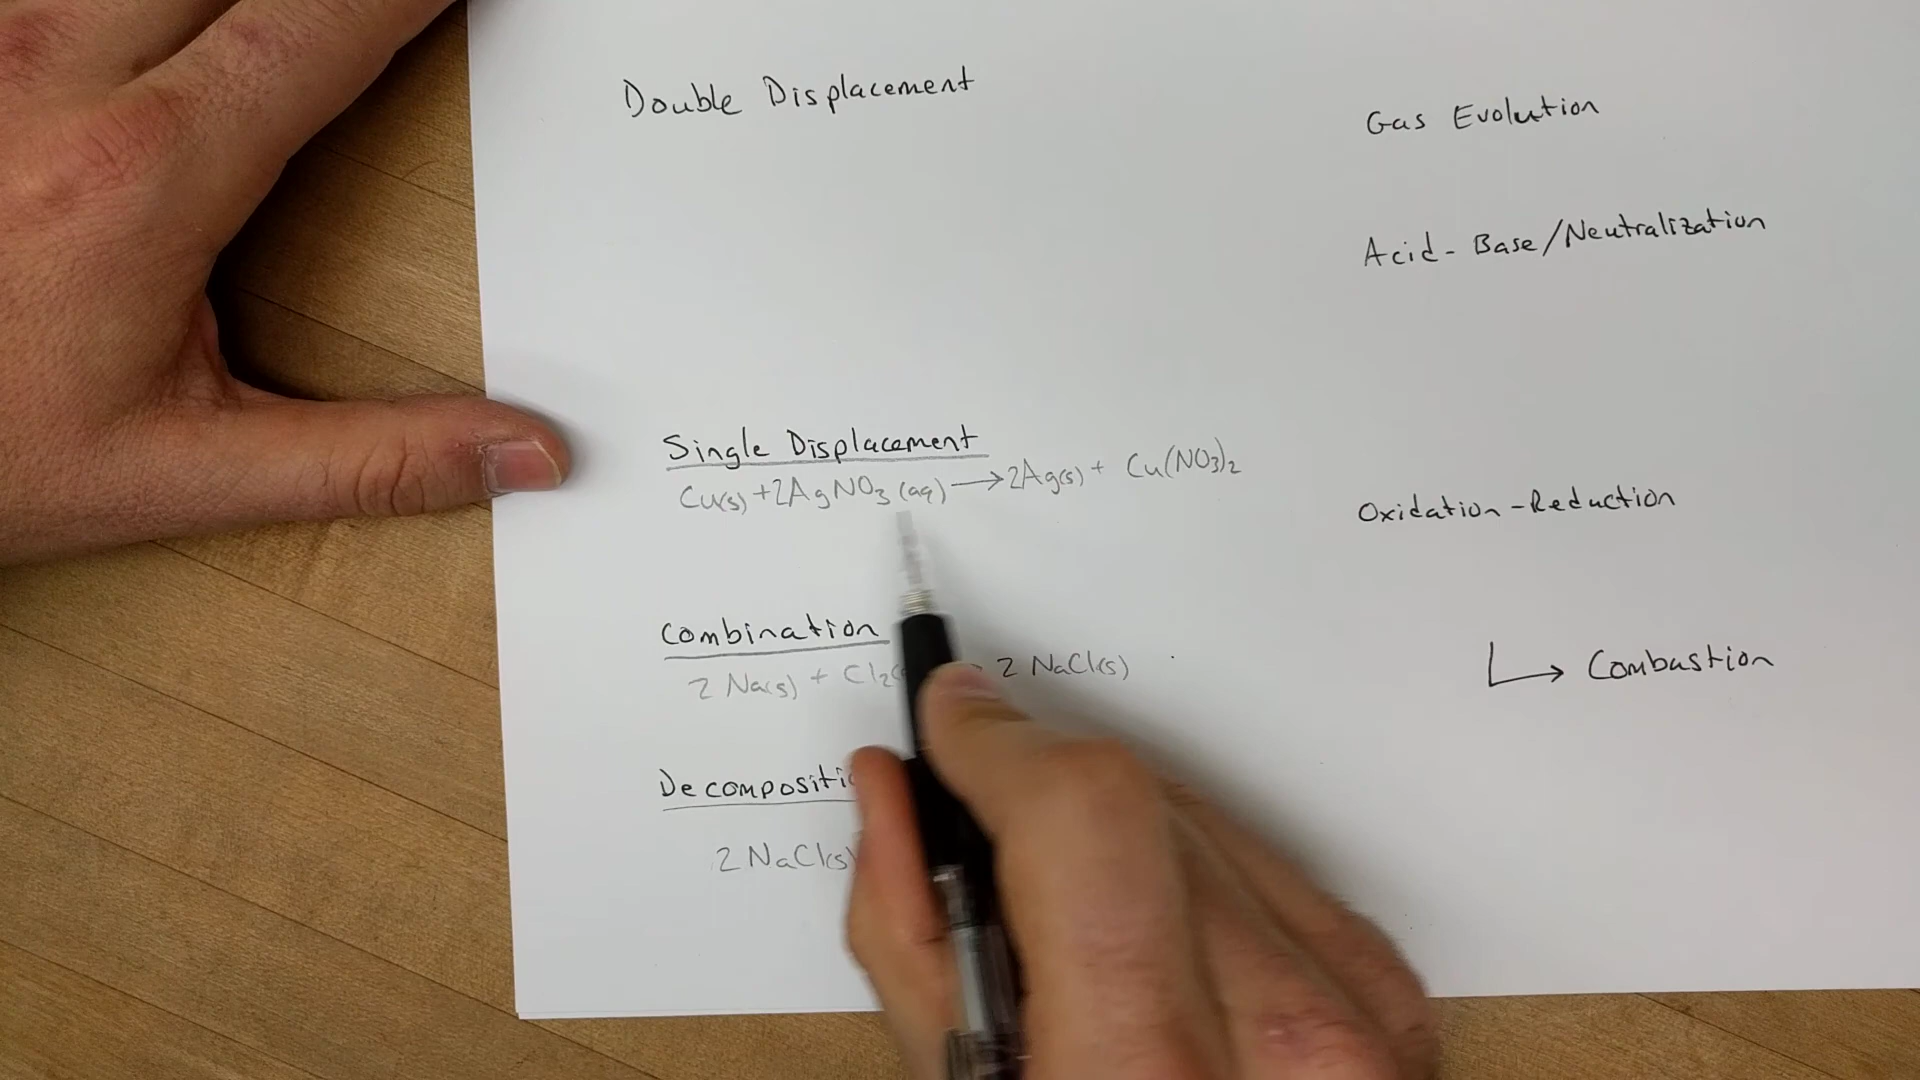 Double Displacement
Gas Evolution
Acid-Base/Neutralization
Single Displacement
Cu(s) + 2AgNO3 (aq) → 2Ag(s) + Cu(NO3)2
Oxidation-Reduction
Combination
2 Na(s) + Cl2( 2 NaCl(s)
↳ Combustion
Decompositi
2 NaCl(s)